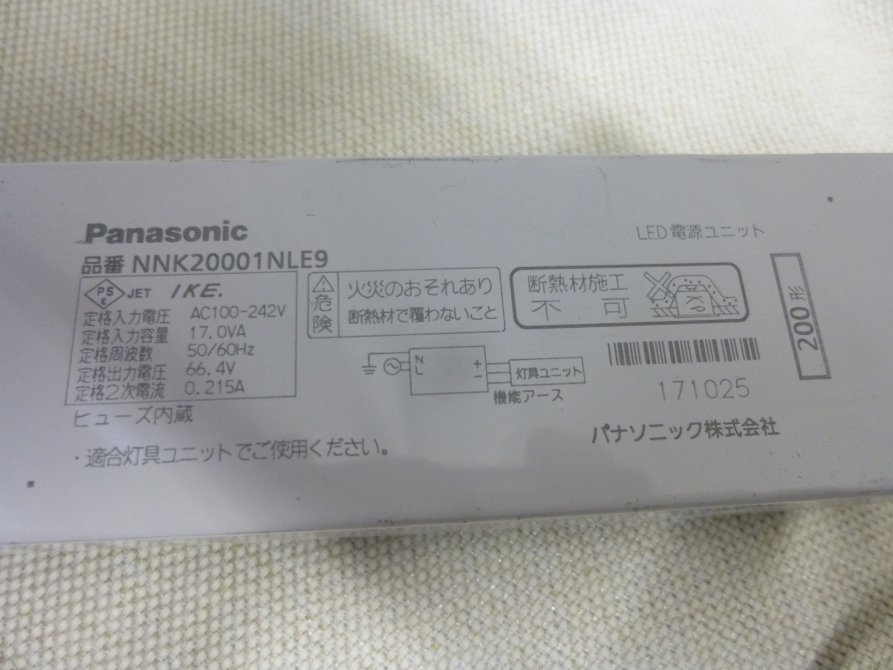 Panasonic
LED電源ユニット
品番 NNK20001NLE9
PS E JET IKE.
定格入力電圧 AC100-242V
定格入力容量 17.0VA
定格周波数 50/60Hz
定格出力電圧 66.4V
定格2次電流 0.215A
ヒューズ内蔵
・適合灯具ユニットでご使用ください。
危険
火災のおそれあり
断熱材で覆わないこと
断熱材施工
不可
200形
N
L
+
-
灯具ユニット
機能アース
171025
パナソニック株式会社